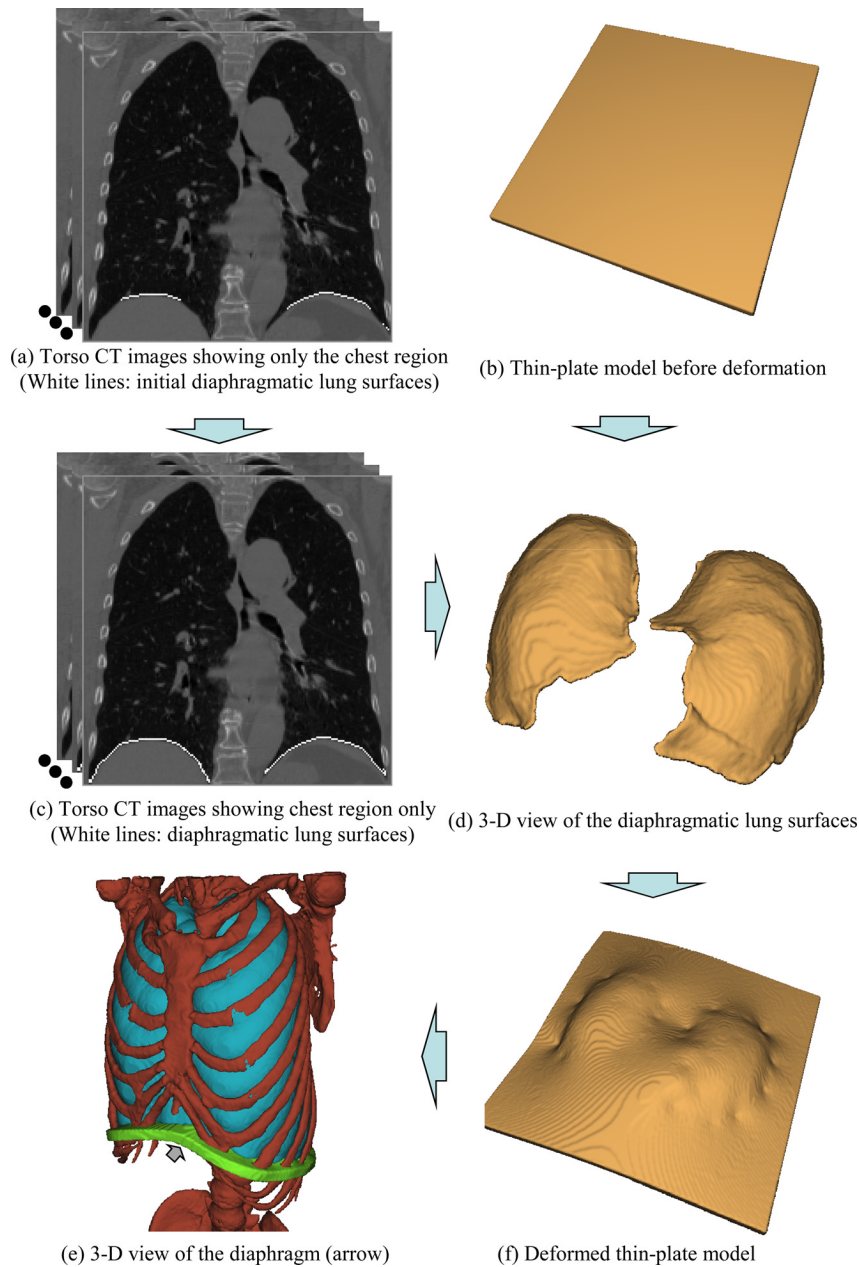 (a) Torso CT images showing only the chest region
(White lines: initial diaphragmatic lung surfaces)
(b) Thin-plate model before deformation
(c) Torso CT images showing chest region only
(White lines: diaphragmatic lung surfaces)
(d) 3-D view of the diaphragmatic lung surfaces
(e) 3-D view of the diaphragm (arrow)
(f) Deformed thin-plate model